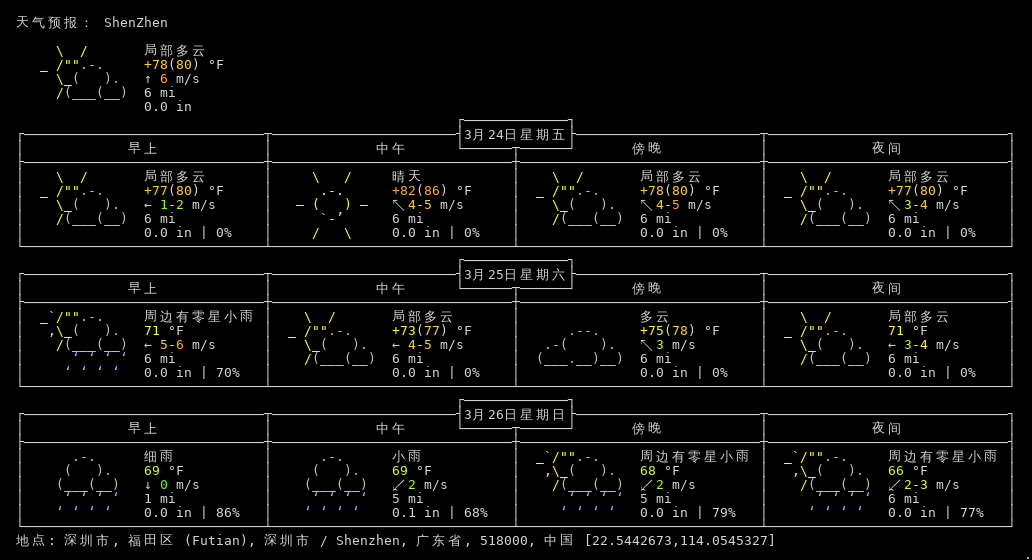 天气预报： ShenZhen
局部多云
+78(80) °F
↑ 6 m/s
6 mi
0.0 in
3月24日星期五
早上 中午 傍晚 夜间
局部多云 晴天 局部多云 局部多云
+77(80) °F +82(86) °F +78(80) °F +77(80) °F
← 1-2 m/s ↖ 4-5 m/s ↖ 4-5 m/s ↖ 3-4 m/s
6 mi 6 mi 6 mi 6 mi
0.0 in | 0% 0.0 in | 0% 0.0 in | 0% 0.0 in | 0%
3月25日星期六
早上 中午 傍晚 夜间
周边有零星小雨 局部多云 多云 局部多云
71 °F +73(77) °F +75(78) °F 71 °F
← 5-6 m/s ← 4-5 m/s ↖ 3 m/s ← 3-4 m/s
6 mi 6 mi 6 mi 6 mi
0.0 in | 70% 0.0 in | 0% 0.0 in | 0% 0.0 in | 0%
3月26日星期日
早上 中午 傍晚 夜间
细雨 小雨 周边有零星小雨 周边有零星小雨
69 °F 69 °F 68 °F 66 °F
↓ 0 m/s ↙ 2 m/s ↙ 2 m/s ↙ 2-3 m/s
1 mi 5 mi 5 mi 6 mi
0.0 in | 86% 0.1 in | 68% 0.0 in | 79% 0.0 in | 77%
地点: 深圳市, 福田区 (Futian), 深圳市 / Shenzhen, 广东省, 518000, 中国 [22.5442673,114.0545327]